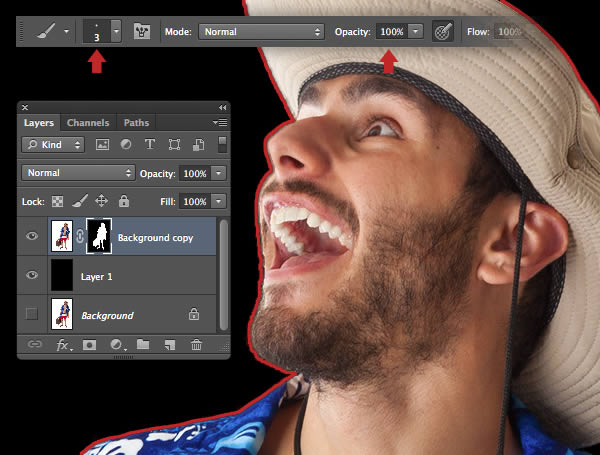 3 Mode: Normal Opacity: 100% Flow: 100%
Layers Channels Paths
Kind
Normal Opacity: 100%
Lock: Fill: 100%
Background copy
Layer 1
Background
fx